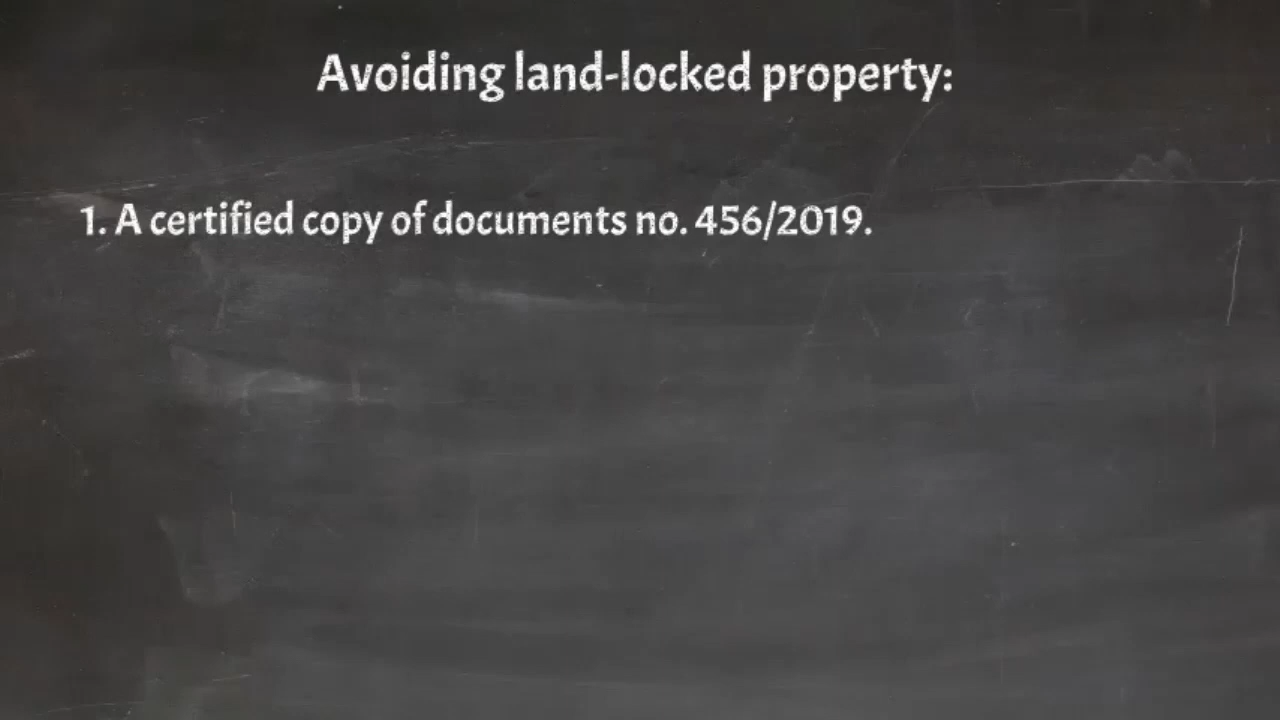 Avoiding land-locked property:
1. A certified copy of documents no. 456/2019.